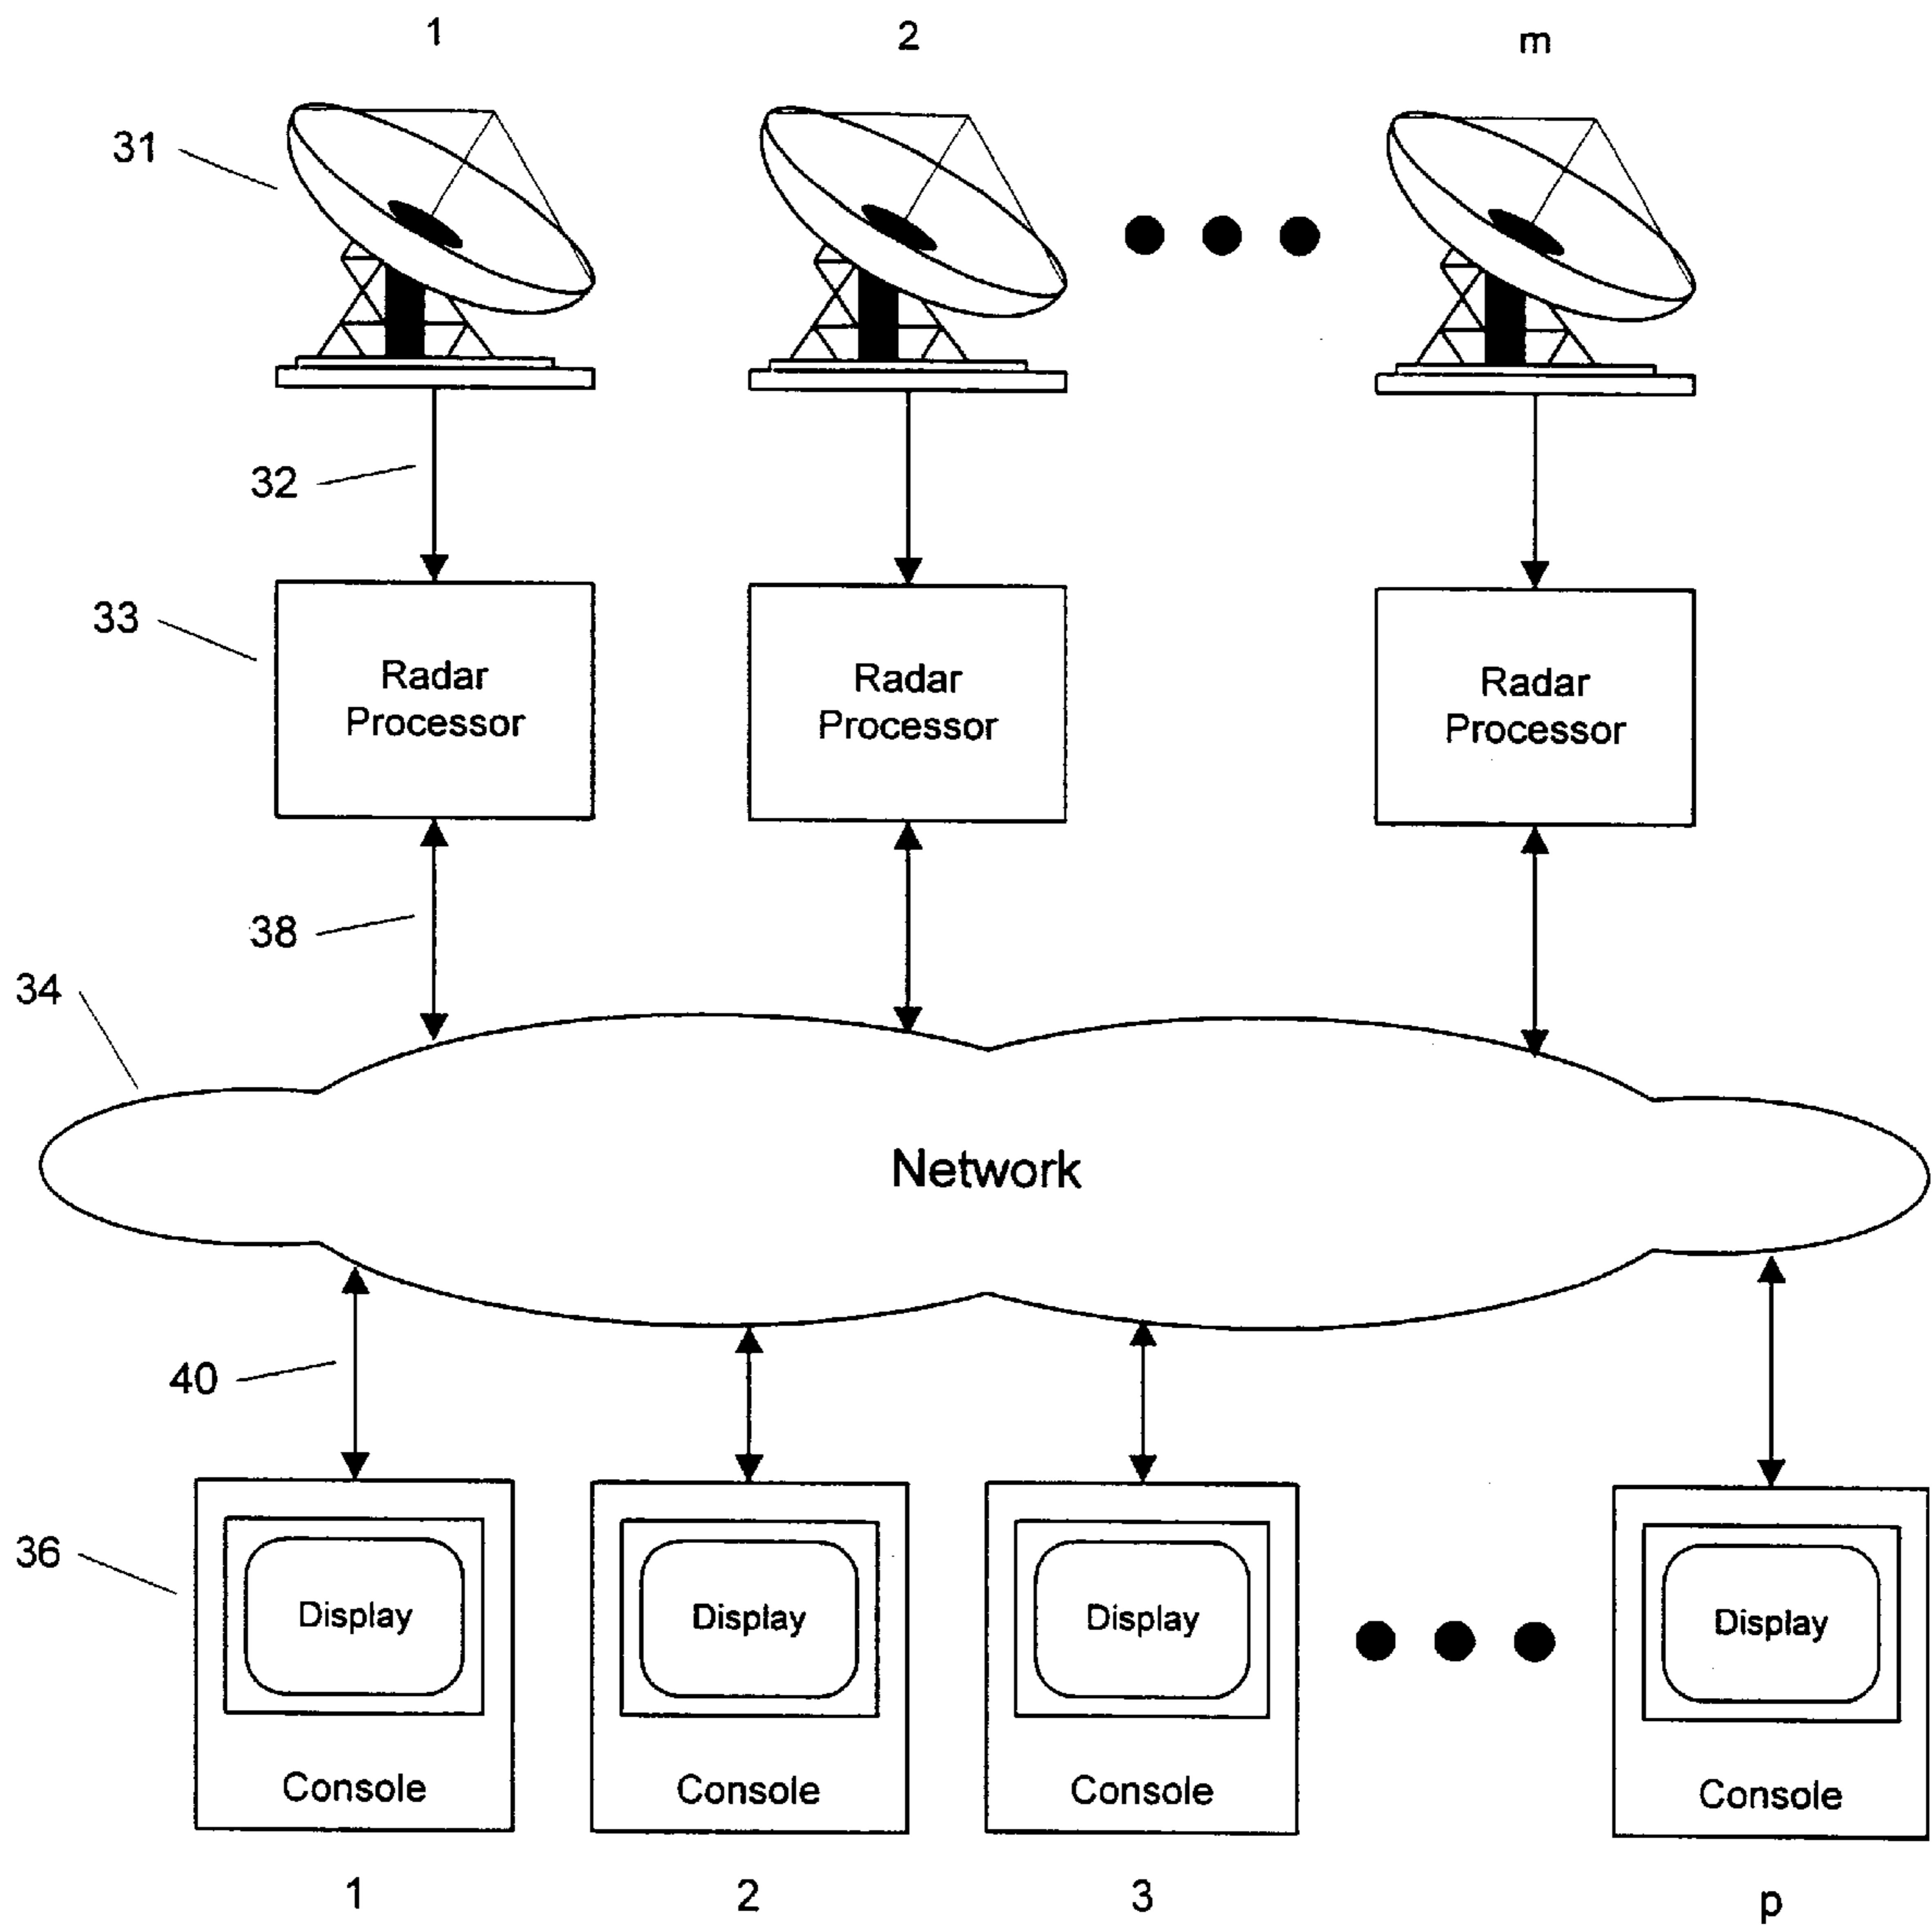 1
2
m
31
32
33
Radar
Processor
Radar
Processor
Radar
Processor
38
34
Network
40
36
Display
Display
Display
Display
Console
Console
Console
Console
1
2
3
p